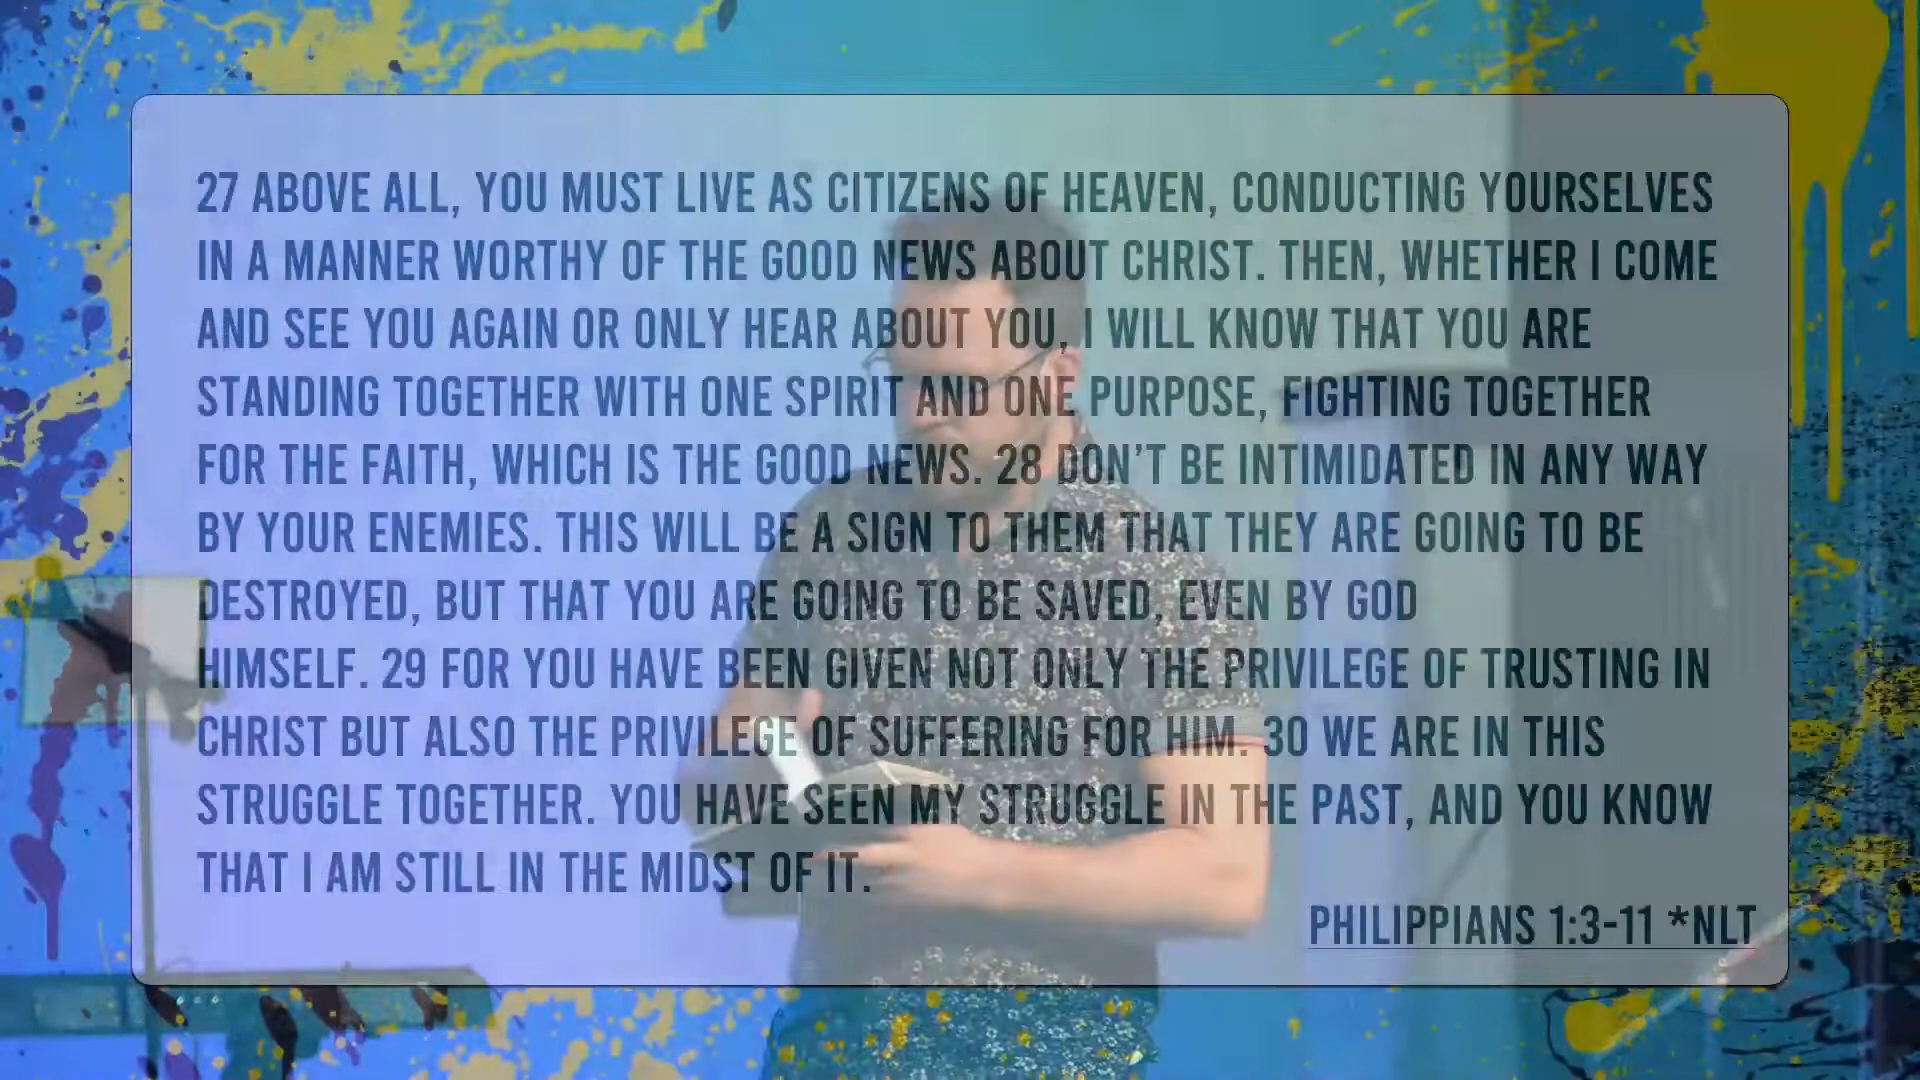 27 ABOVE ALL, YOU MUST LIVE AS CITIZENS OF HEAVEN, CONDUCTING YOURSELVES
IN A MANNER WORTHY OF THE GOOD NEWS ABOUT CHRIST. THEN, WHETHER I COME
AND SEE YOU AGAIN OR ONLY HEAR ABOUT YOU, I WILL KNOW THAT YOU ARE
STANDING TOGETHER WITH ONE SPIRIT AND ONE PURPOSE, FIGHTING TOGETHER
FOR THE FAITH, WHICH IS THE GOOD NEWS. 28 DON'T BE INTIMIDATED IN ANY WAY
BY YOUR ENEMIES. THIS WILL BE A SIGN TO THEM THAT THEY ARE GOING TO BE
DESTROYED, BUT THAT YOU ARE GOING TO BE SAVED, EVEN BY GOD
HIMSELF. 29 FOR YOU HAVE BEEN GIVEN NOT ONLY THE PRIVILEGE OF TRUSTING IN
CHRIST BUT ALSO THE PRIVILEGE OF SUFFERING FOR HIM. 30 WE ARE IN THIS
STRUGGLE TOGETHER. YOU HAVE SEEN MY STRUGGLE IN THE PAST, AND YOU KNOW
THAT I AM STILL IN THE MIDST OF IT.
PHILIPPIANS 1:3-11 *NLT